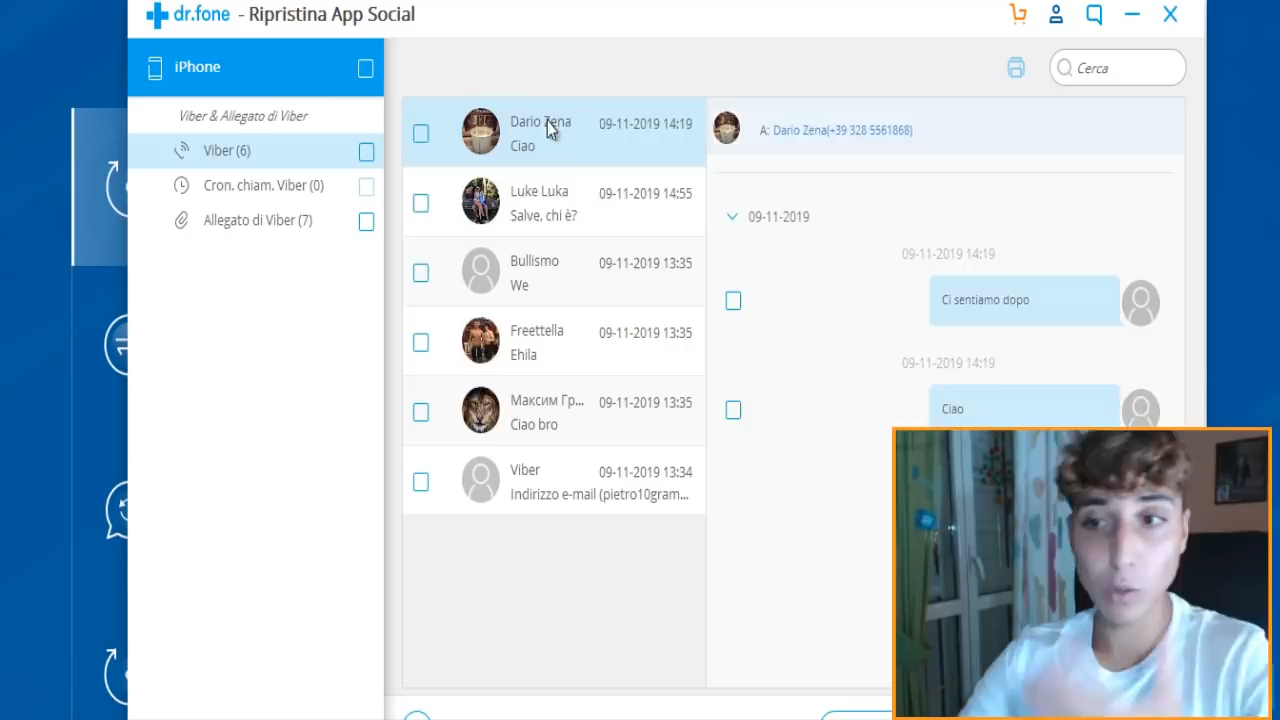 dr.fone - Ripristina App Social
iPhone
Cerca
Viber & Allegato di Viber
Viber (6)
Cron. chiam. Viber (0)
Allegato di Viber (7)
Dario Zena 09-11-2019 14:19
Ciao
Luke Luka 09-11-2019 14:55
Salve, chi è?
Bullismo 09-11-2019 13:35
We
Freettella 09-11-2019 13:35
Ehila
Максим Гр... 09-11-2019 13:35
Ciao bro
Viber 09-11-2019 13:34
Indirizzo e-mail (pietro10gram...
A: Dario Zena(+39 328 5561868)
09-11-2019
09-11-2019 14:19
Ci sentiamo dopo
09-11-2019 14:19
Ciao